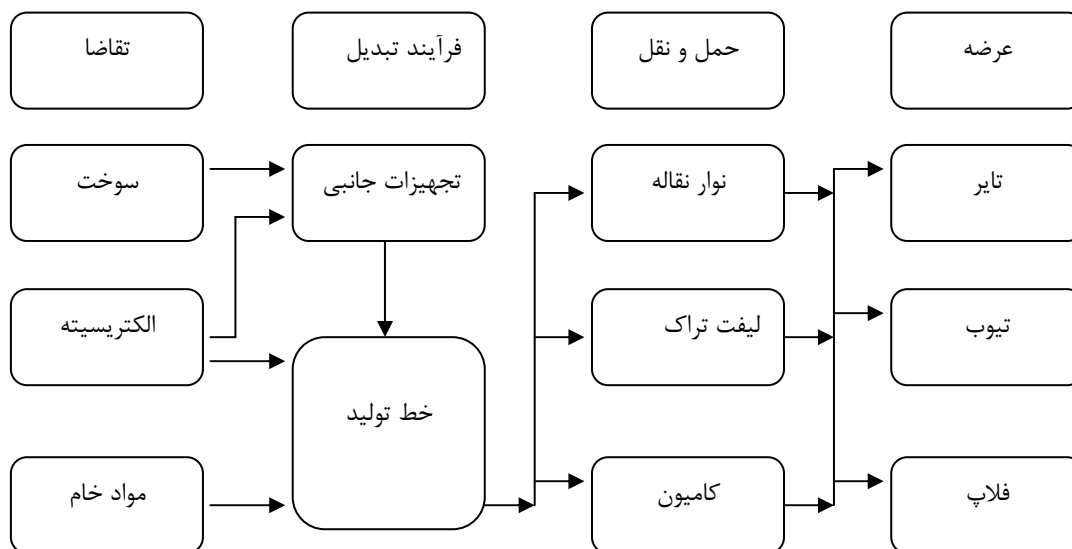 تقاضا
فرآیند تبدیل
حمل و نقل
عرضه
سوخت
تجهیزات جانبی
نوار نقاله
تایر
الکتریسیته
لیفت تراک
تیوب
خط تولید
مواد خام
کامیون
فلاپ